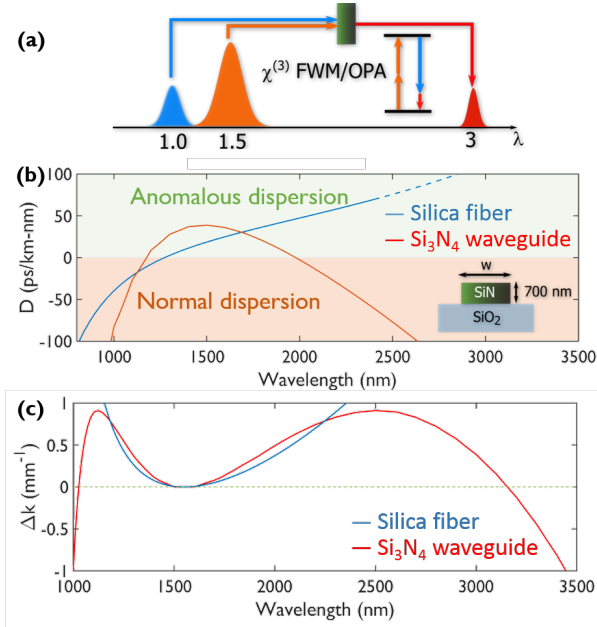 (a)
χ(3) FWM/OPA
1.0
1.5
3
λ
(b)
100
50
0
-50
-100
D (ps/km-nm)
Anomalous dispersion
Normal dispersion
Silica fiber
Si3N4 waveguide
w
SiN
700 nm
SiO2
1000
1500
2000
2500
3000
3500
Wavelength (nm)
(c)
1
0.5
0
-0.5
-1
Δk (mm-1)
Silica fiber
Si3N4 waveguide
1000
1500
2000
2500
3000
3500
Wavelength (nm)